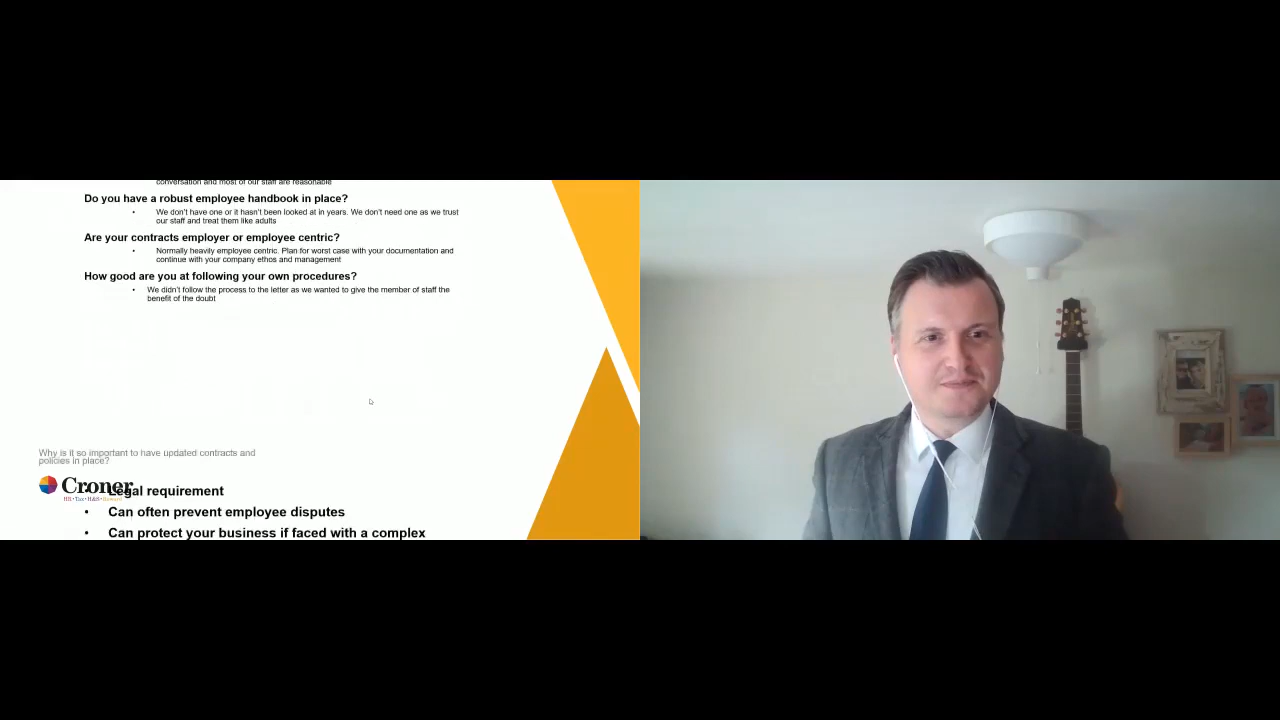 conversation and most of our staff are reasonable
Do you have a robust employee handbook in place?
• We don't have one or it hasn't been looked at in years. We don't need one as we trust
our staff and treat them like adults
Are your contracts employer or employee centric?
• Normally heavily employee centric. Plan for worst case with your documentation and
continue with your company ethos and management
How good are you at following your own procedures?
• We didn't follow the process to the letter as we wanted to give the member of staff the
benefit of the doubt
Why is it so important to have updated contracts and
policies in place?
Croner
HR•Tax•H&S•Reward
• Legal requirement
• Can often prevent employee disputes
• Can protect your business if faced with a complex